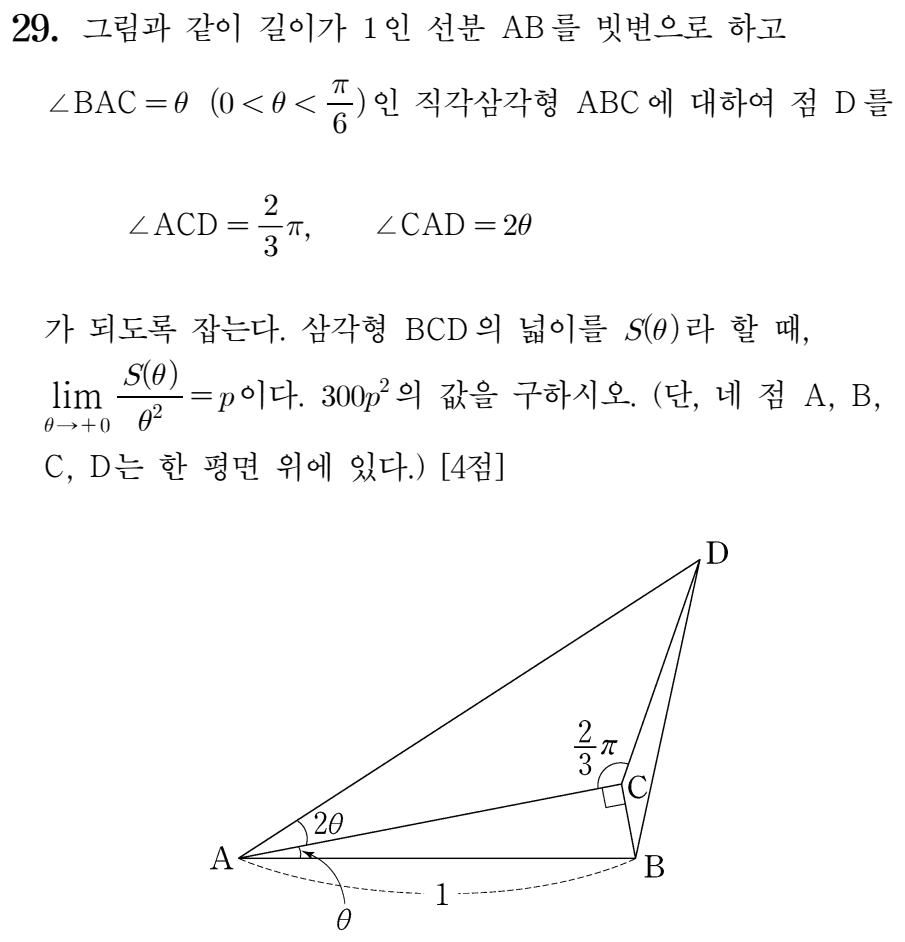 29. 그림과 같이 길이가 1인 선분 AB를 빗변으로 하고
∠BAC = θ (0 < θ < π/6)인 직각삼각형 ABC에 대하여 점 D를
∠ACD = 2/3 π, ∠CAD = 2θ
가 되도록 잡는다. 삼각형 BCD의 넓이를 S(θ)라 할 때,
lim θ→+0 S(θ)/θ² = p이다. 300p²의 값을 구하시오. (단, 네 점 A, B,
C, D는 한 평면 위에 있다.) [4점]
D
2/3 π
C
2θ
A
B
1
θ